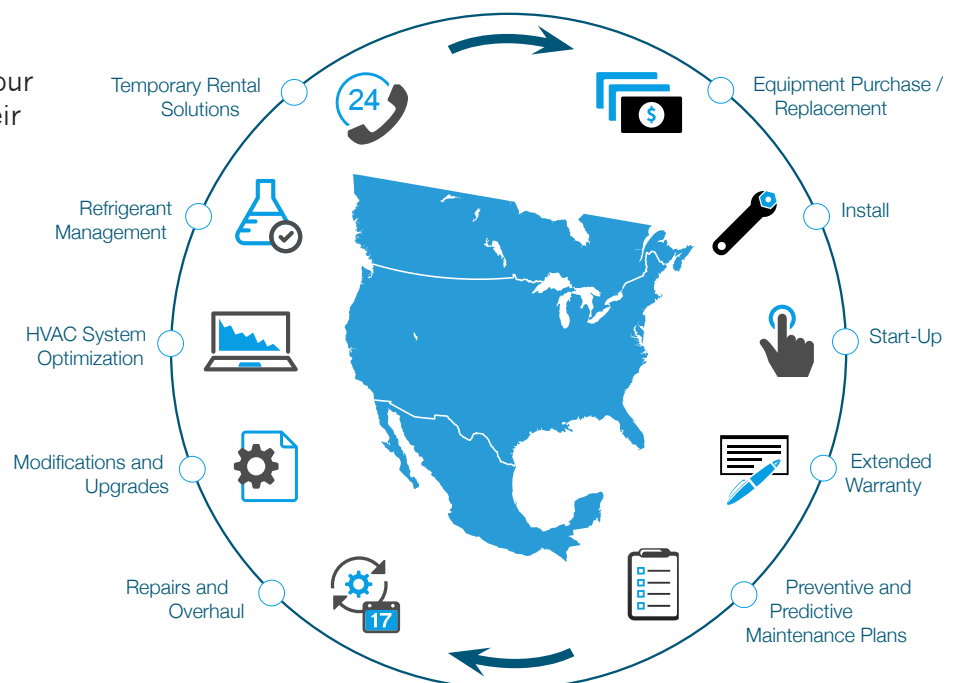 our
eir
Temporary Rental
Solutions
24
$
Equipment Purchase /
Replacement
Refrigerant
Management
Install
HVAC System
Optimization
Start-Up
Modifications and
Upgrades
Extended
Warranty
Repairs and
Overhaul
17
Preventive and
Predictive
Maintenance Plans